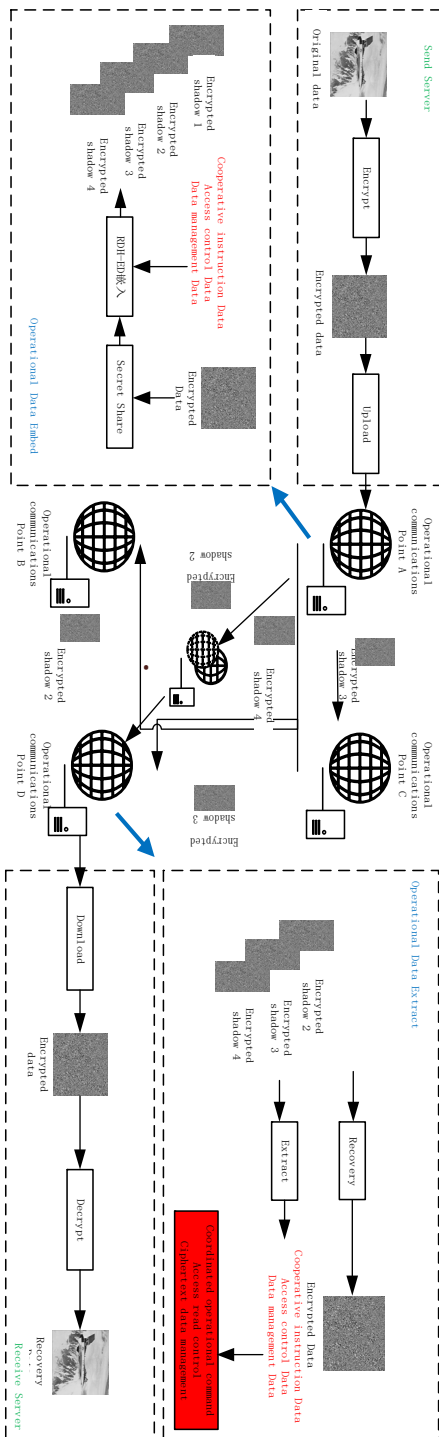 Send Server
Original data
Encrypt
Encrypted data
Upload
Operational
communications
Point A
Encrypted
shadow 3
Operational
communications
Point C
Operational Data Extract
Encrypted
shadow 2
Encrypted
shadow 3
Encrypted
shadow 4
Recovery
Extract
Encrypted Data
Cooperative instruction Data
Access control Data
Data management Data
Coordianted operational command
Access read control
Ciphertext data management
Encrypted
shadow 2
Encrypted
shadow 4
Encrypted
shadow 3
Encrypted
Data
Secret Share
Cooperative instruction Data
Access control Data
Data management Data
RDH-ED嵌入
Encrypted
shadow 1
Encrypted
shadow 2
Encrypted
shadow 3
Encrypted
shadow 4
Operational Data Embed
Operational
communications
Point B
Encrypted
shadow 2
Operational
communications
Point D
Download
Encrypted
data
Decrypt
Recovery
Receive Server